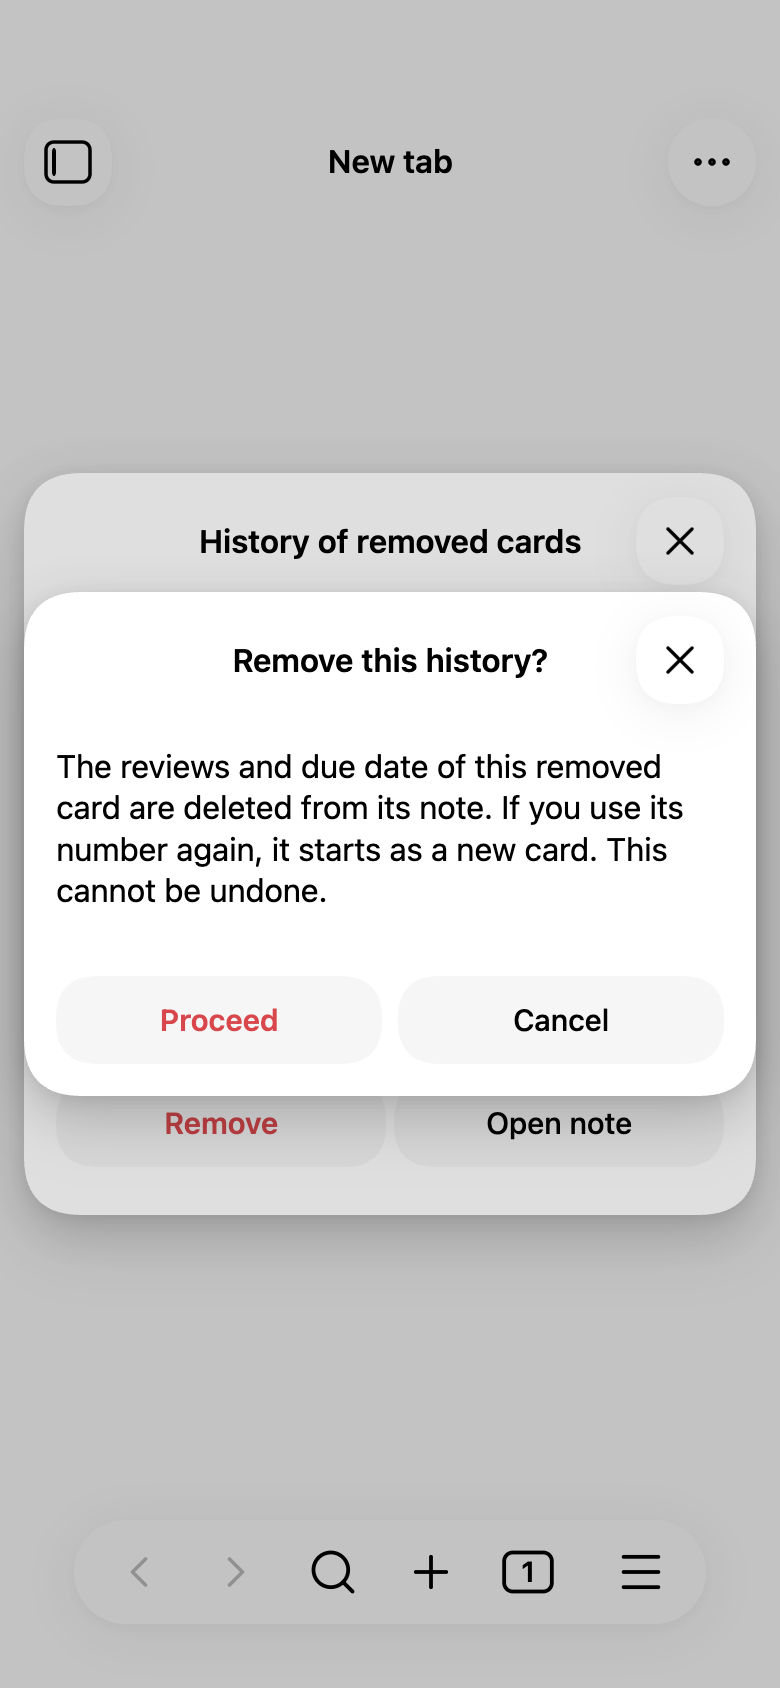 New tab
History of removed cards
Remove this history?
The reviews and due date of this removed
card are deleted from its note. If you use its
number again, it starts as a new card. This
cannot be undone.
Proceed
Cancel
Remove
Open note
1